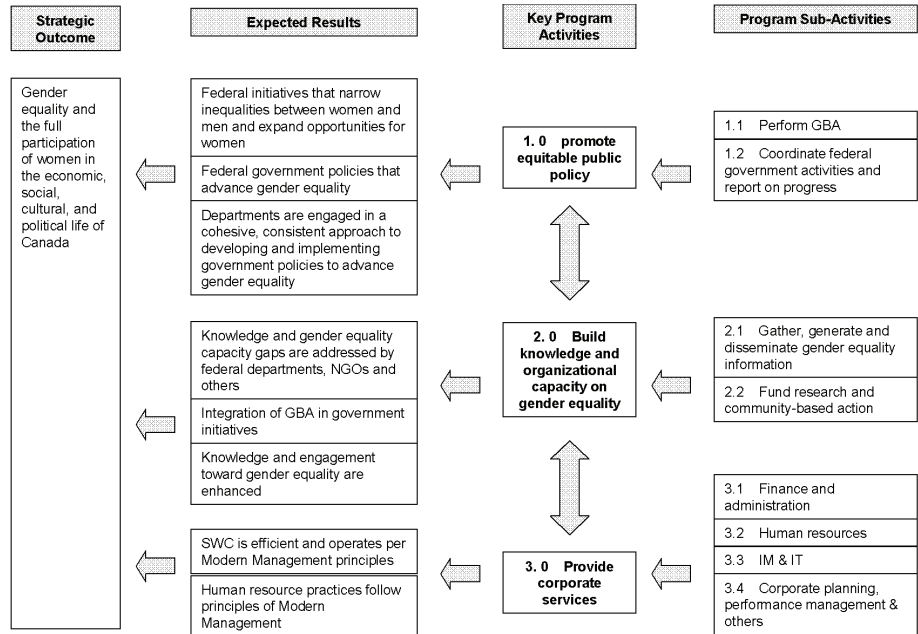 Strategic
Outcome
Expected Results
Key Program
Activities
Program Sub-Activities
Gender
equality and
the full
participation
of women in
the economic,
social,
cultural, and
political life of
Canada
Federal initiatives that narrow
inequalities between women and
men and expand opportunities for
women
Federal government policies that
advance gender equality
Departments are engaged in a
cohesive, consistent approach to
developing and implementing
government policies to advance
gender equality
1. 0 promote
equitable public
policy
1.1 Perform GBA
1.2 Coordinate federal
government activities and
report on progress
Knowledge and gender equality
capacity gaps are addressed by
federal departments, NGOs and
others
Integration of GBA in government
initiatives
Knowledge and engagement
toward gender equality are
enhanced
2. 0 Build
knowledge and
organizational
capacity on
gender equality
2.1 Gather, generate and
disseminate gender equality
information
2.2 Fund research and
community-based action
SWC is efficient and operates per
Modern Management principles
Human resource practices follow
principles of Modern
Management
3. 0 Provide
corporate
services
3.1 Finance and
administration
3.2 Human resources
3.3 IM & IT
3.4 Corporate planning,
performance management &
others